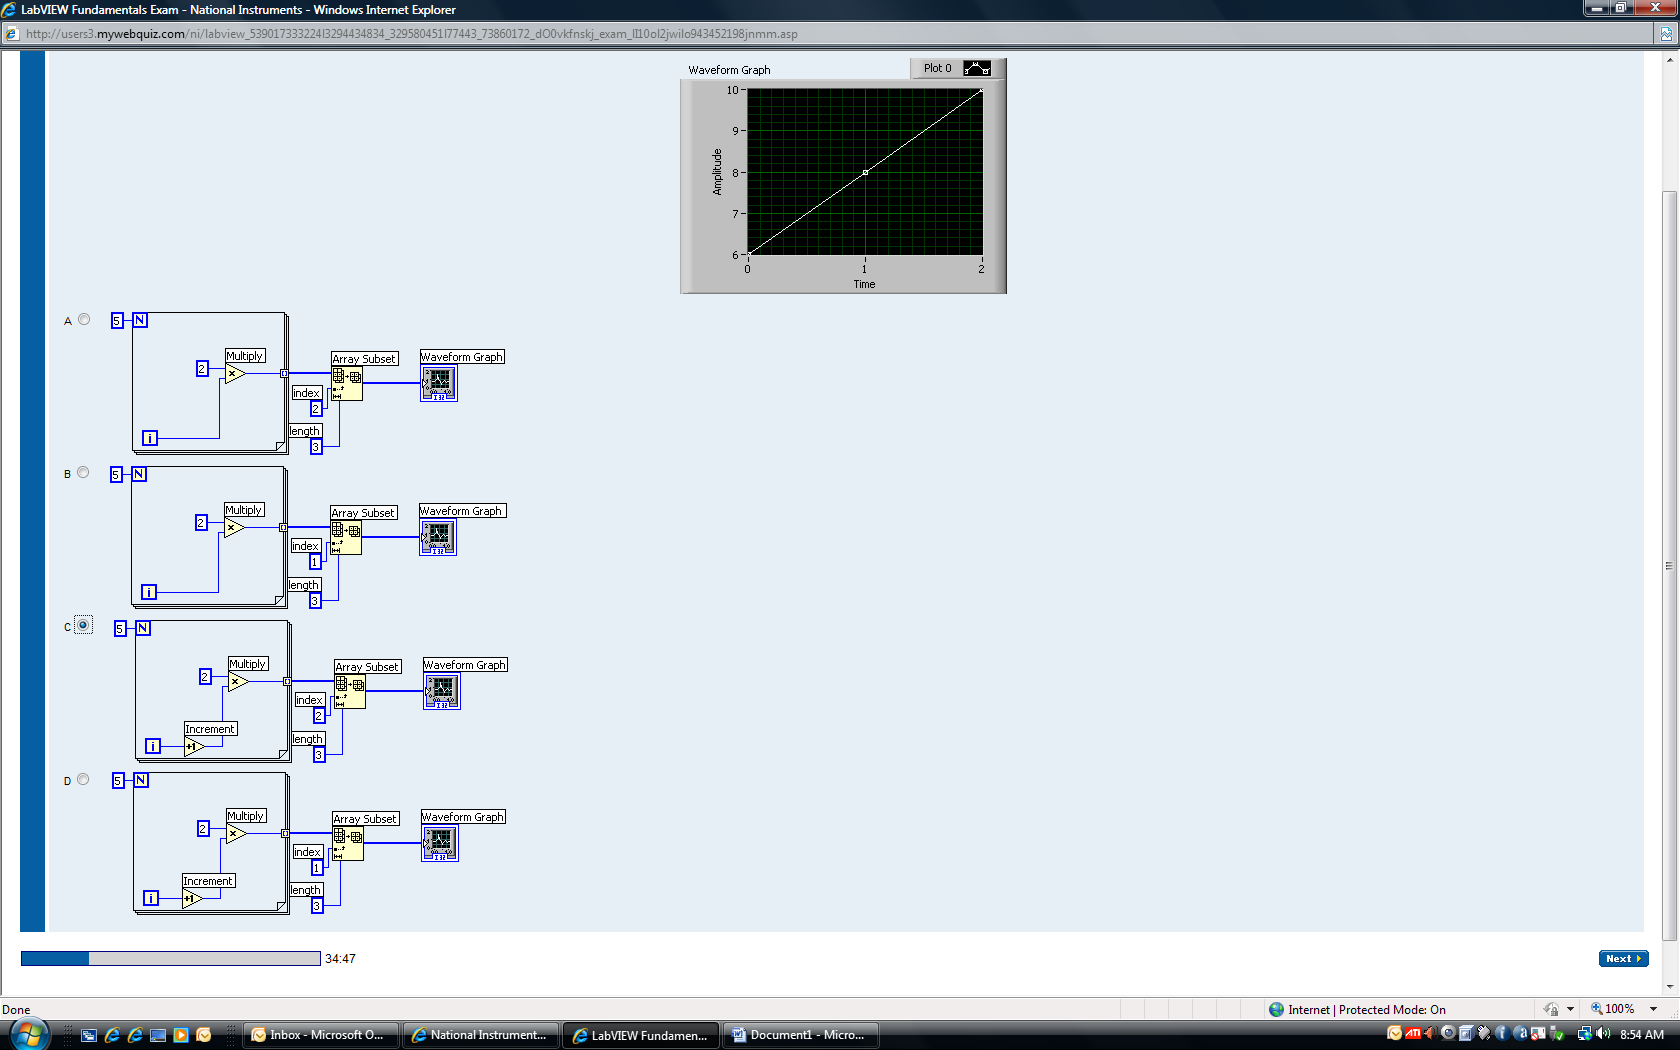 LabVIEW Fundamentals Exam - National Instruments - Windows Internet Explorer
Waveform Graph
Plot 0
10
9
8
7
6
Amplitude
0 1 2
Time
A
5 N
2
Multiply
i
Array Subset
index
2
length
3
Waveform Graph
B
5 N
2
Multiply
i
Array Subset
index
1
length
3
Waveform Graph
C
5 N
2
Multiply
Increment
+1
i
Array Subset
index
2
length
3
Waveform Graph
D
5 N
2
Multiply
Increment
+1
i
Array Subset
index
1
length
3
Waveform Graph
34:47
Next
Done
Internet | Protected Mode: On
100%
Inbox - Microsoft O...
National Instrument...
LabVIEW Fundamen...
Document1 - Micro...
8:54 AM